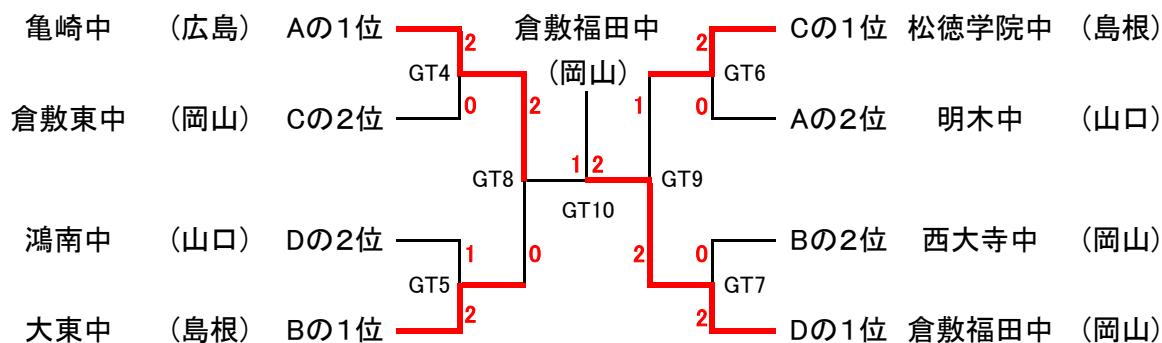 亀崎中 （広島） Aの1位 2 倉敷福田中 2 Cの1位 松徳学院中 （島根）
GT4 （岡山） GT6
倉敷東中 （岡山） Cの2位 0 2 1 0 Aの2位 明木中 （山口）
GT8 1 2 GT9
GT10
鴻南中 （山口） Dの2位 1 0 2 0 Bの2位 西大寺中 （岡山）
GT5 GT7
大東中 （島根） Bの1位 2 2 Dの1位 倉敷福田中 （岡山）